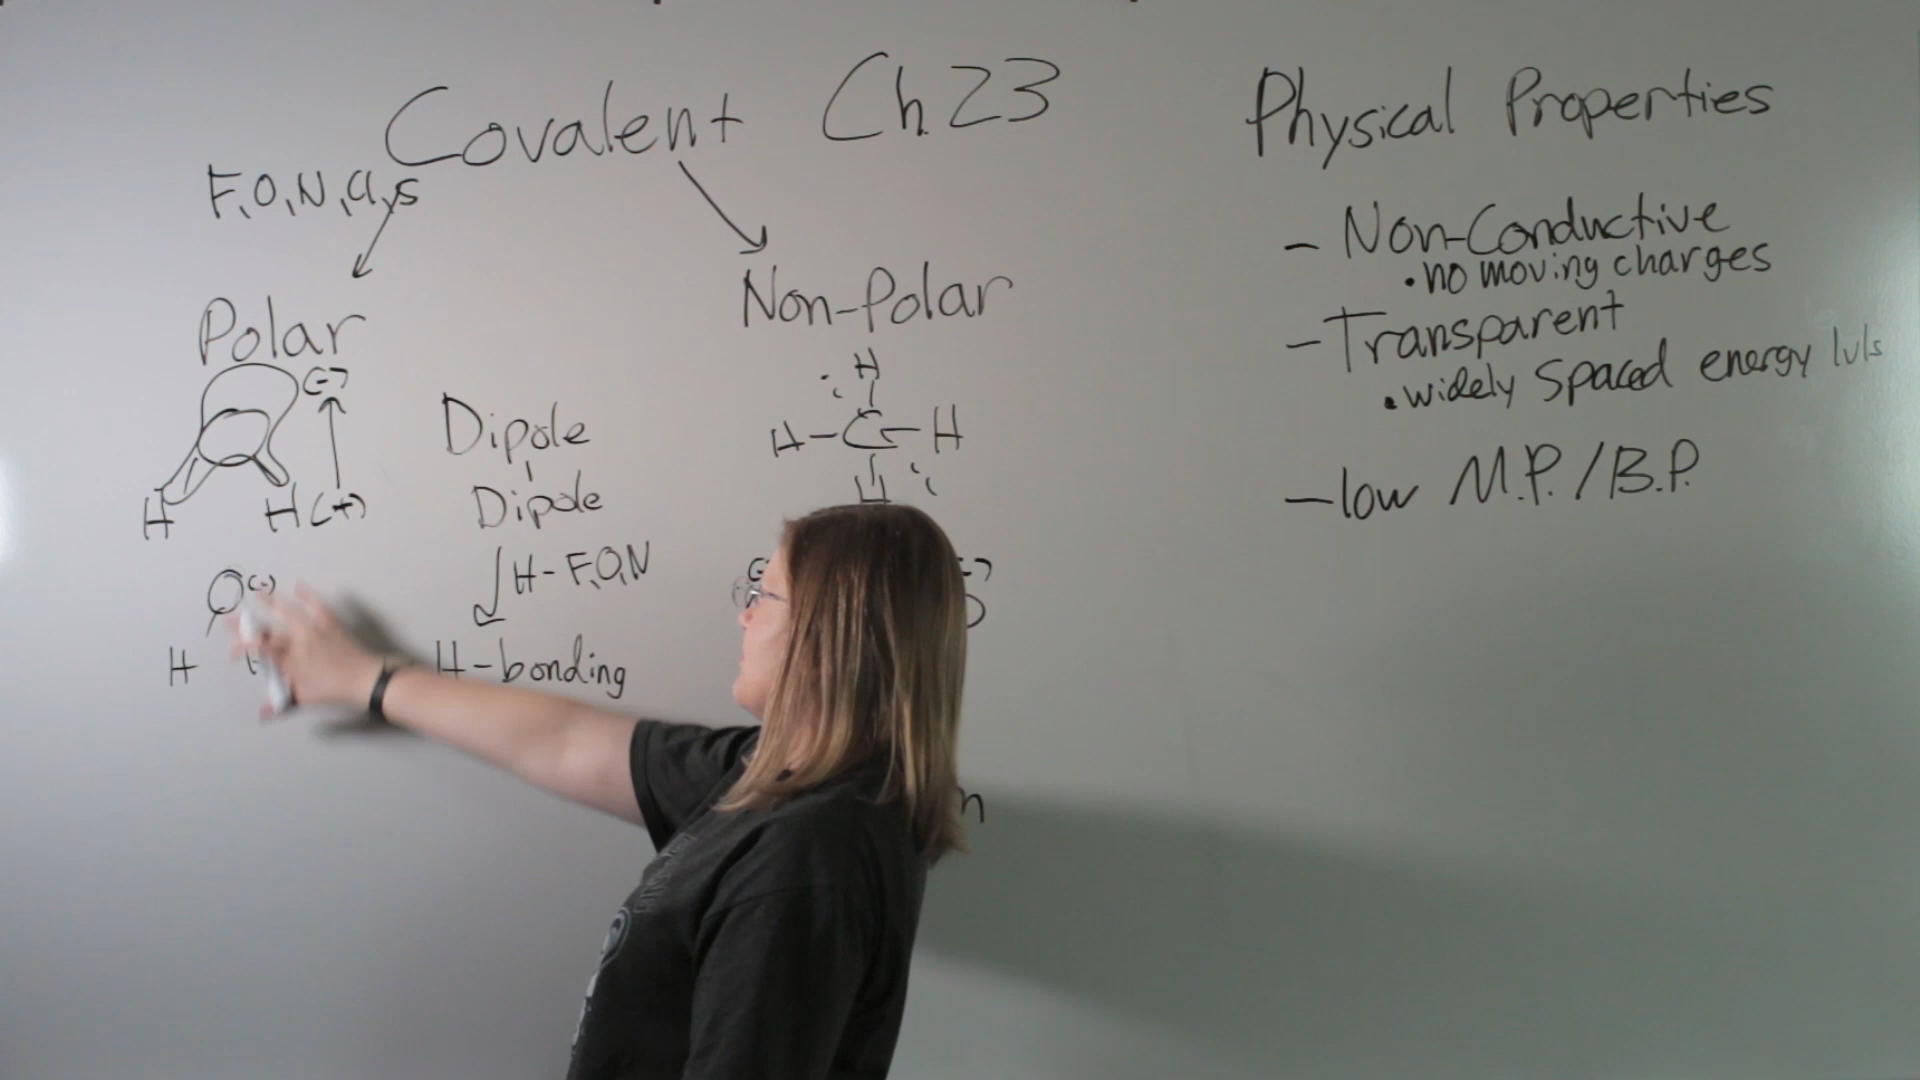 Covalent Ch. 23
F, O, N, Cl, S
Polar
(-)
H H (+)
O (-)
H
Dipole
Dipole
H - F, O, N
H-bonding
Non-Polar
H
H-C-H
H
Physical Properties
- Non-Conductive
• no moving charges
- Transparent
• widely spaced energy lvls
- low M.P. / B.P.